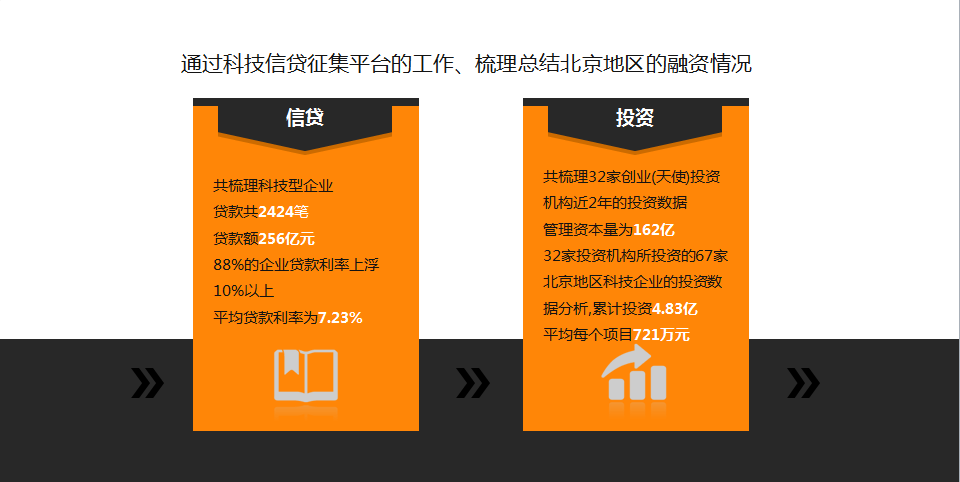 通过科技信贷征集平台的工作、梳理总结北京地区的融资情况
信贷
共梳理科技型企业
贷款共2424笔
贷款额256亿元
88%的企业贷款利率上浮
10%以上
平均贷款利率为7.23%
投资
共梳理32家创业(天使)投资
机构近2年的投资数据
管理资本量为162亿
32家投资机构所投资的67家
北京地区科技企业的投资数
据分析,累计投资4.83亿
平均每个项目721万元